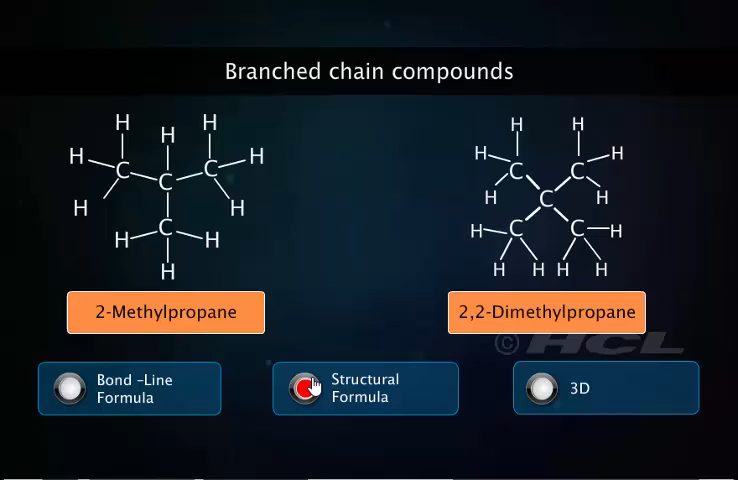 Branched chain compounds
H H H H H
H H C H H
C C C C C
H H C H H C H
H H H C C H
H H H H H
2-Methylpropane 2,2-Dimethylpropane
© HCL
Bond –Line Formula
Structural Formula
3D